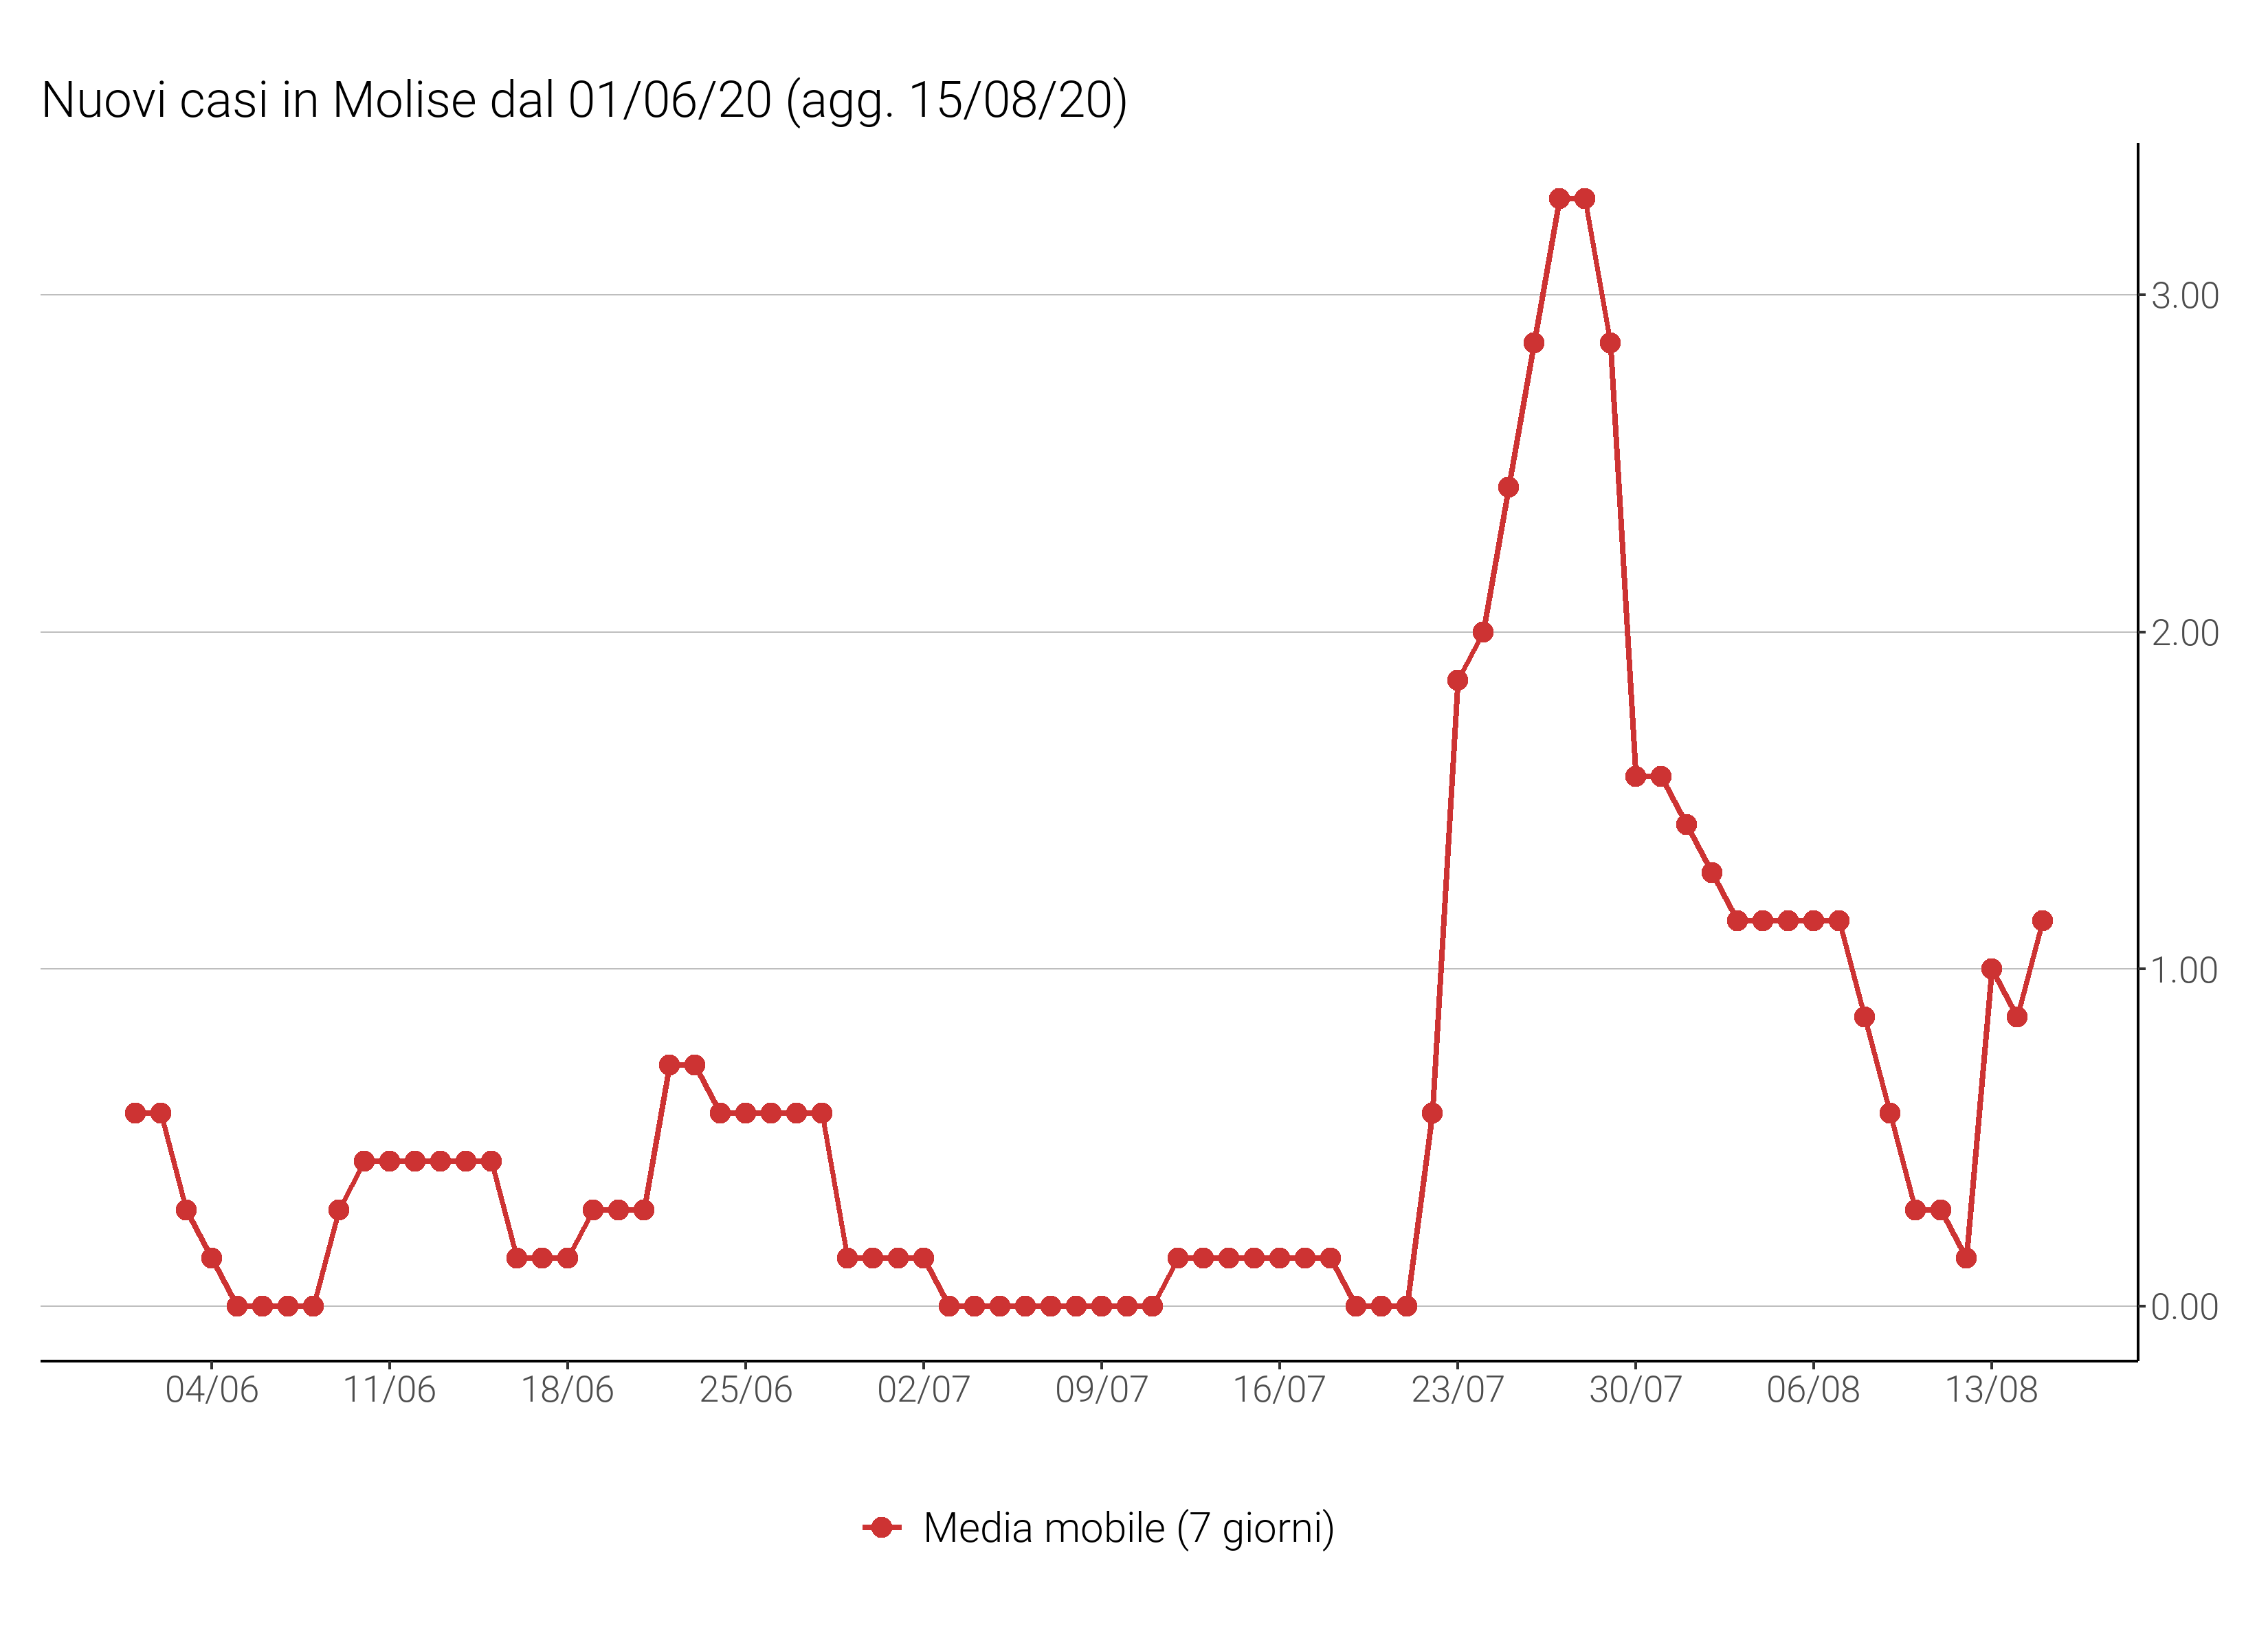 Nuovi casi in Molise dal 01/06/20 (agg. 15/08/20)
3.00
2.00
1.00
0.00
04/06 11/06 18/06 25/06 02/07 09/07 16/07 23/07 30/07 06/08 13/08
Media mobile (7 giorni)